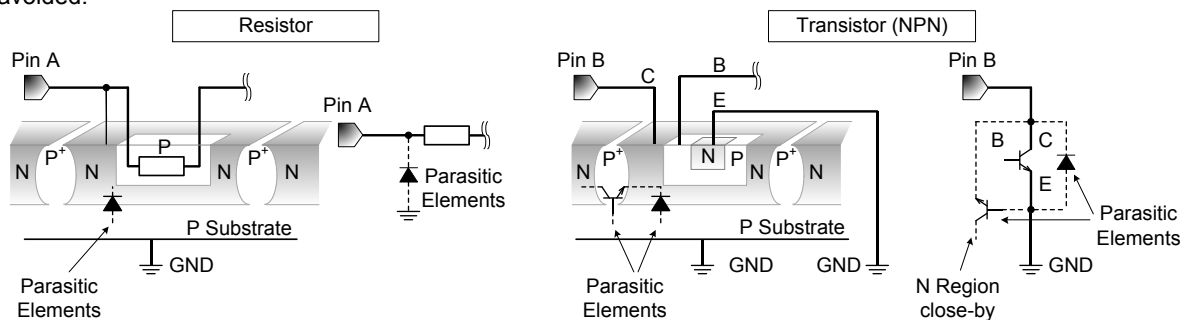 avoided.
Resistor
Transistor (NPN)
Pin A
Pin B
B
Pin B
C
E
Pin A
P
N
P+
N
P+
N
N
P+
N
P
P+
N
B
C
E
Parasitic
Elements
P Substrate
P Substrate
Parasitic
Elements
GND
GND
GND
GND
Parasitic
Elements
Parasitic
Elements
N Region
close-by